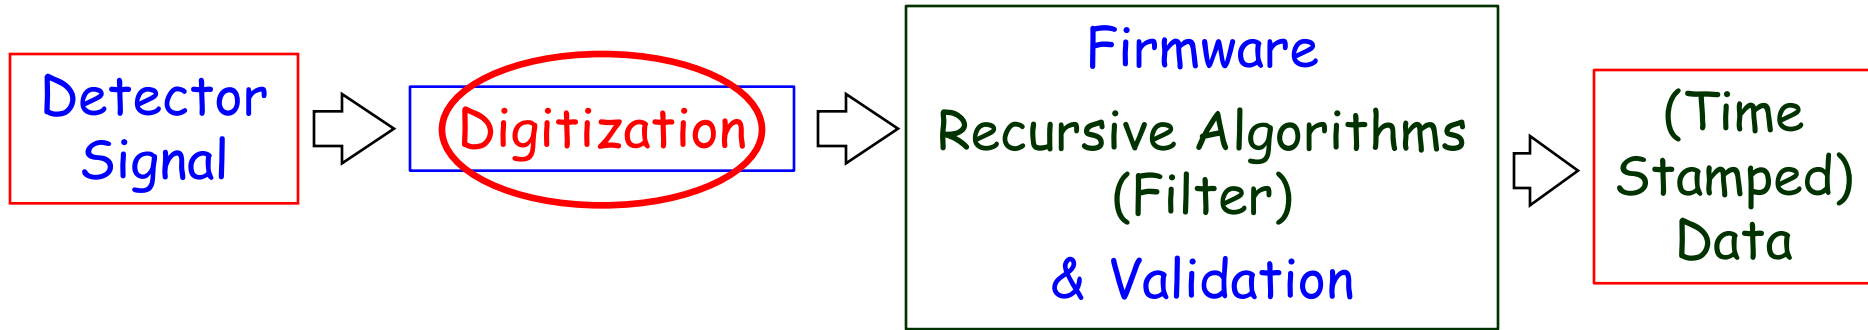 Detector
Signal
Digitization
Firmware
Recursive Algorithms
(Filter)
& Validation
(Time
Stamped)
Data